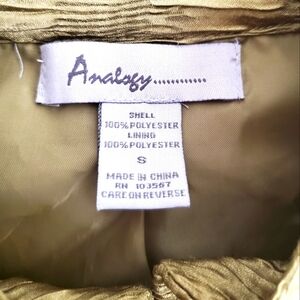 Analogy............
SHELL
100% POLYESTER
LINING
100% POLYESTER
S
MADE IN CHINA
RN 103567
CARE ON REVERSE